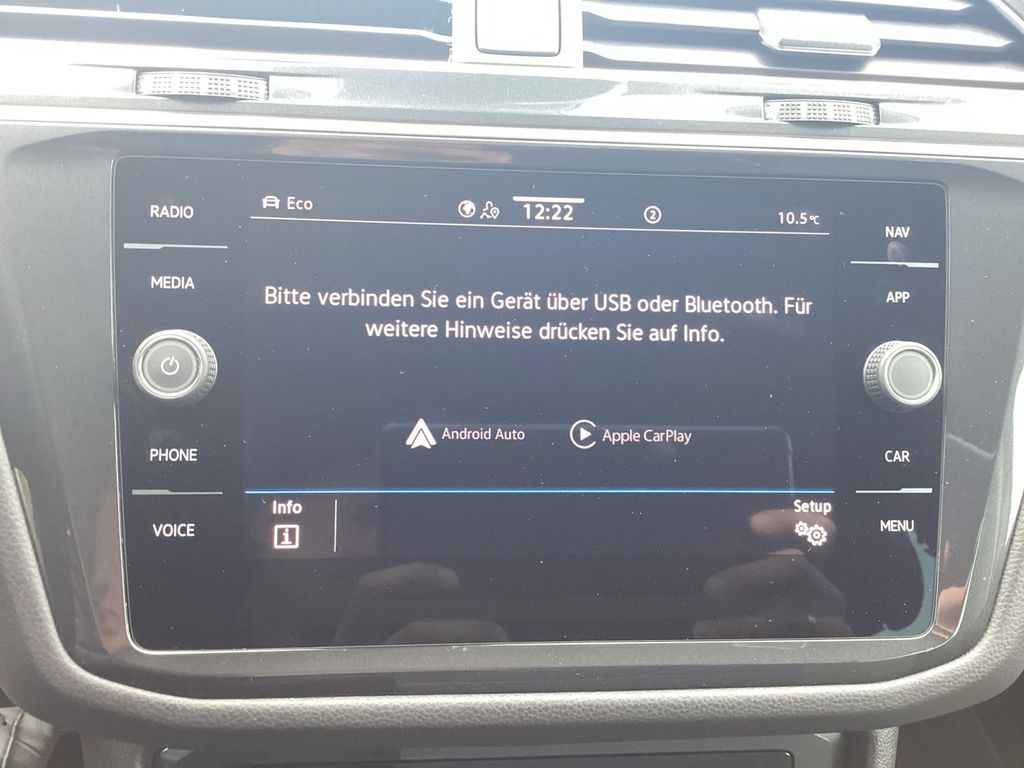 RADIO
MEDIA
PHONE
VOICE
Eco
12:22
2
10.5°C
Bitte verbinden Sie ein Gerät über USB oder Bluetooth. Für
weitere Hinweise drücken Sie auf Info.
Android Auto
Apple CarPlay
Info
i
Setup
NAV
APP
CAR
MENU